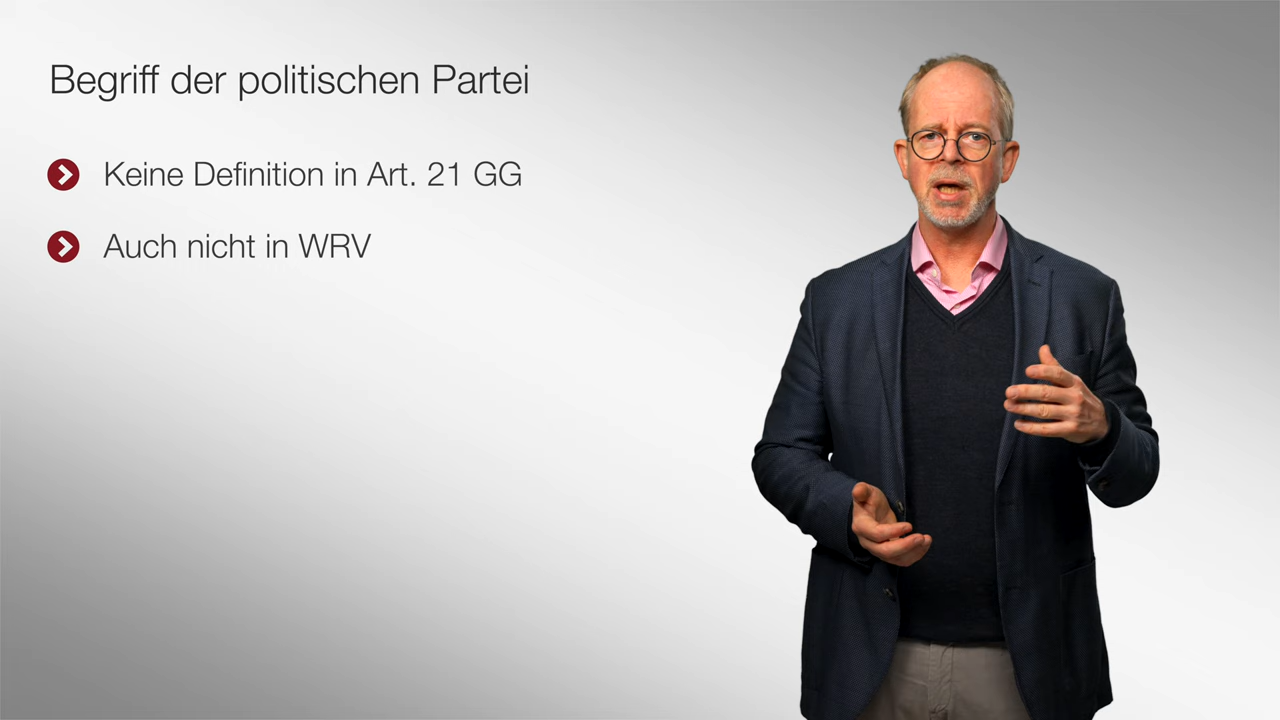 Begriff der politischen Partei
Keine Definition in Art. 21 GG
Auch nicht in WRV